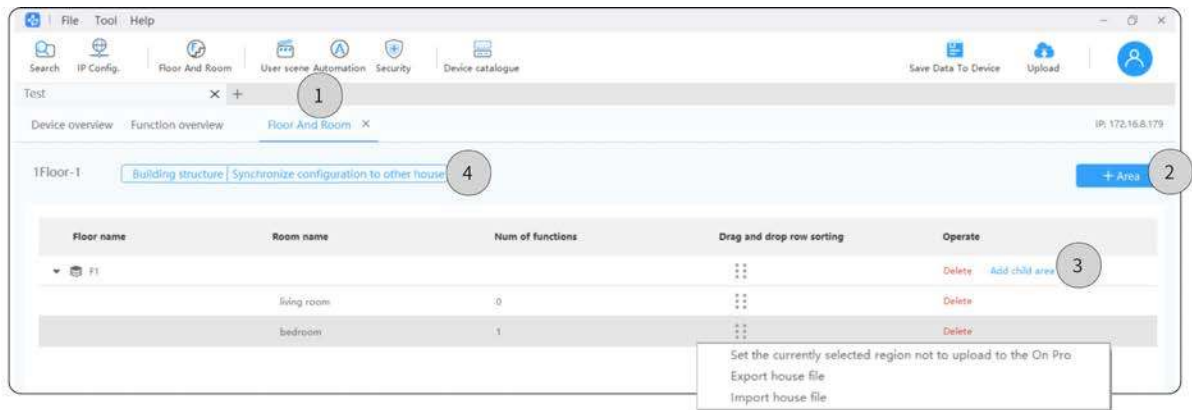 File Tool Help
Search IP Config. Floor And Room User scene Automation Security Device catalogue Save Data To Device Upload
Test
1
Device overview Function overview Floor And Room IP: 172.16.8.179
1Floor-1 Building structure | Synchronize configuration to other house 4 + Area 2
Floor name Room name Num of functions Drag and drop row sorting Operate
F1 Delete Add child area 3
living room 0 Delete
bedroom 1 Delete
Set the currently selected region not to upload to the On Pro
Export house file
Import house file